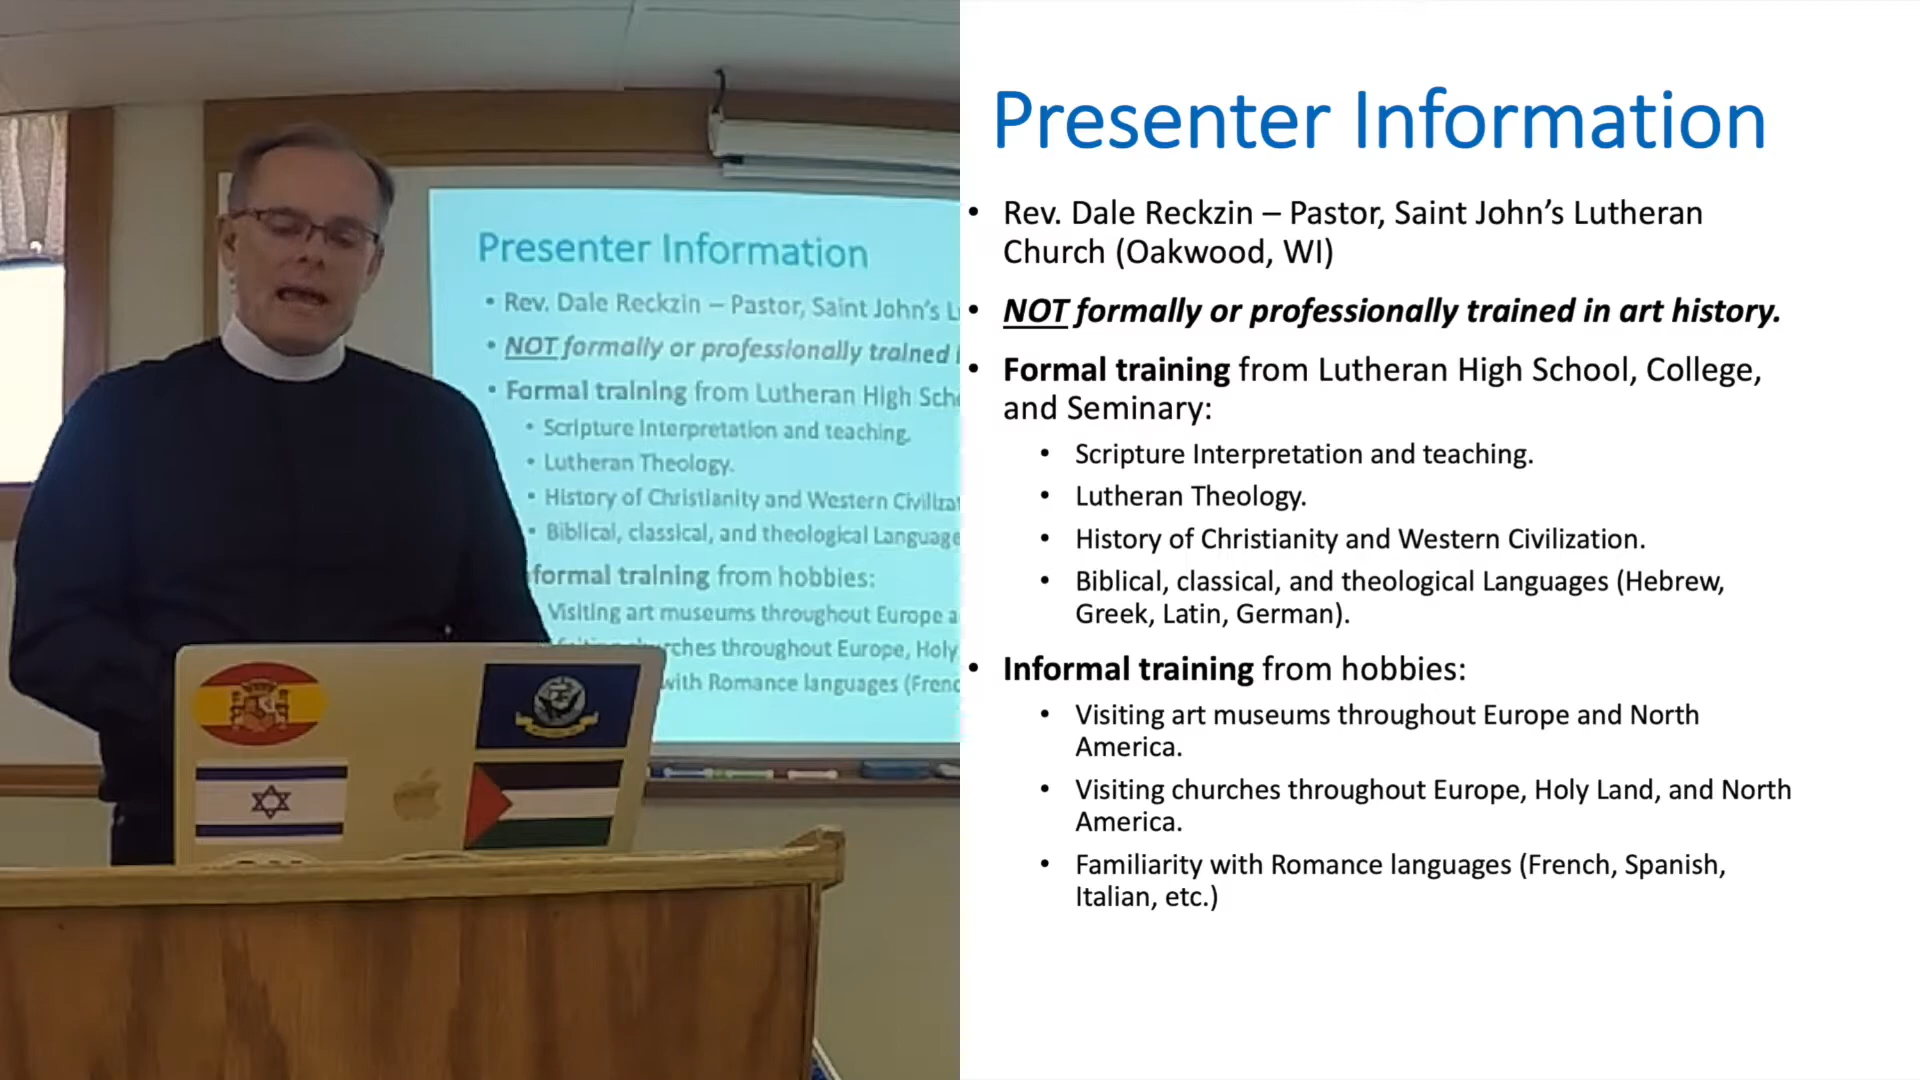 Presenter Information
• Rev. Dale Reckzin – Pastor, Saint John's L
• NOT formally or professionally trained
• Formal training from Lutheran High Sch
• Scripture Interpretation and teaching.
• Lutheran Theology.
• History of Christianity and Western Civilizat
• Biblical, classical, and theological Language
formal training from hobbies:
Visiting art museums throughout Europe a
throughout Europe, Holy
with Romance languages (Frenc
Presenter Information
• Rev. Dale Reckzin – Pastor, Saint John’s Lutheran
Church (Oakwood, WI)
• NOT formally or professionally trained in art history.
• Formal training from Lutheran High School, College,
and Seminary:
• Scripture Interpretation and teaching.
• Lutheran Theology.
• History of Christianity and Western Civilization.
• Biblical, classical, and theological Languages (Hebrew,
Greek, Latin, German).
• Informal training from hobbies:
• Visiting art museums throughout Europe and North
America.
• Visiting churches throughout Europe, Holy Land, and North
America.
• Familiarity with Romance languages (French, Spanish,
Italian, etc.)